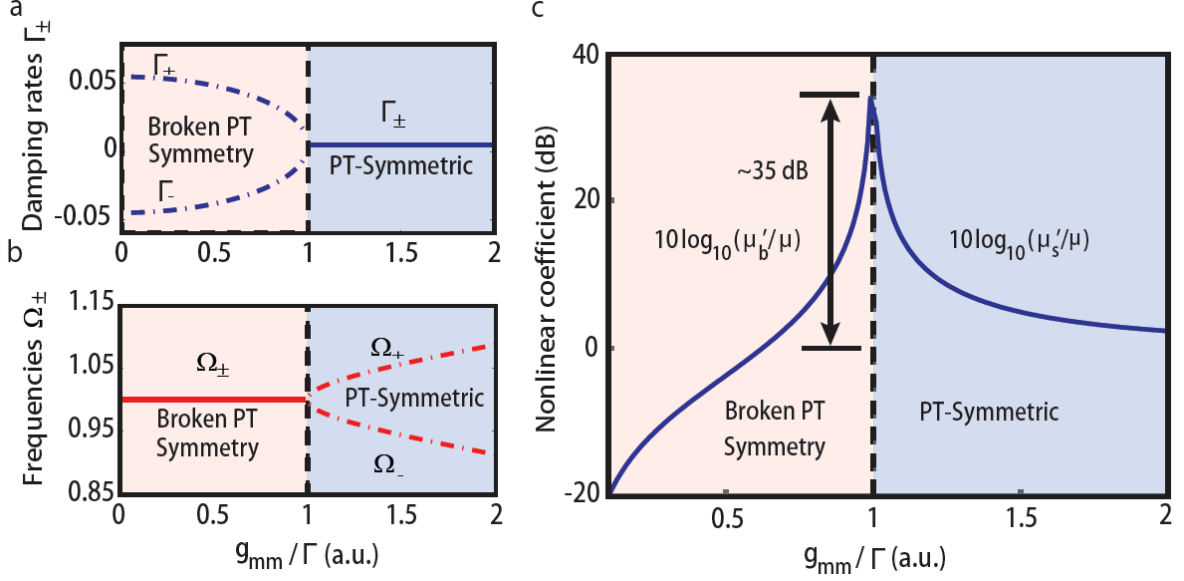 a
Damping rates Γ±
0.05
0
-0.05
Γ+
Broken PT
Symmetry
Γ-
Γ±
PT-Symmetric
0 0.5 1 1.5 2
b
Frequencies Ω±
1.15
1.05
0.95
0.85
Ω±
Broken PT
Symmetry
Ω+
PT-Symmetric
Ω-
0 0.5 1 1.5 2
gmm / Γ (a.u.)
c
Nonlinear coefficient (dB)
40
20
0
-20
~35 dB
10log10(μb'/μ)
10log10(μs'/μ)
Broken PT
Symmetry
PT-Symmetric
0.5 1 1.5 2
gmm / Γ (a.u.)